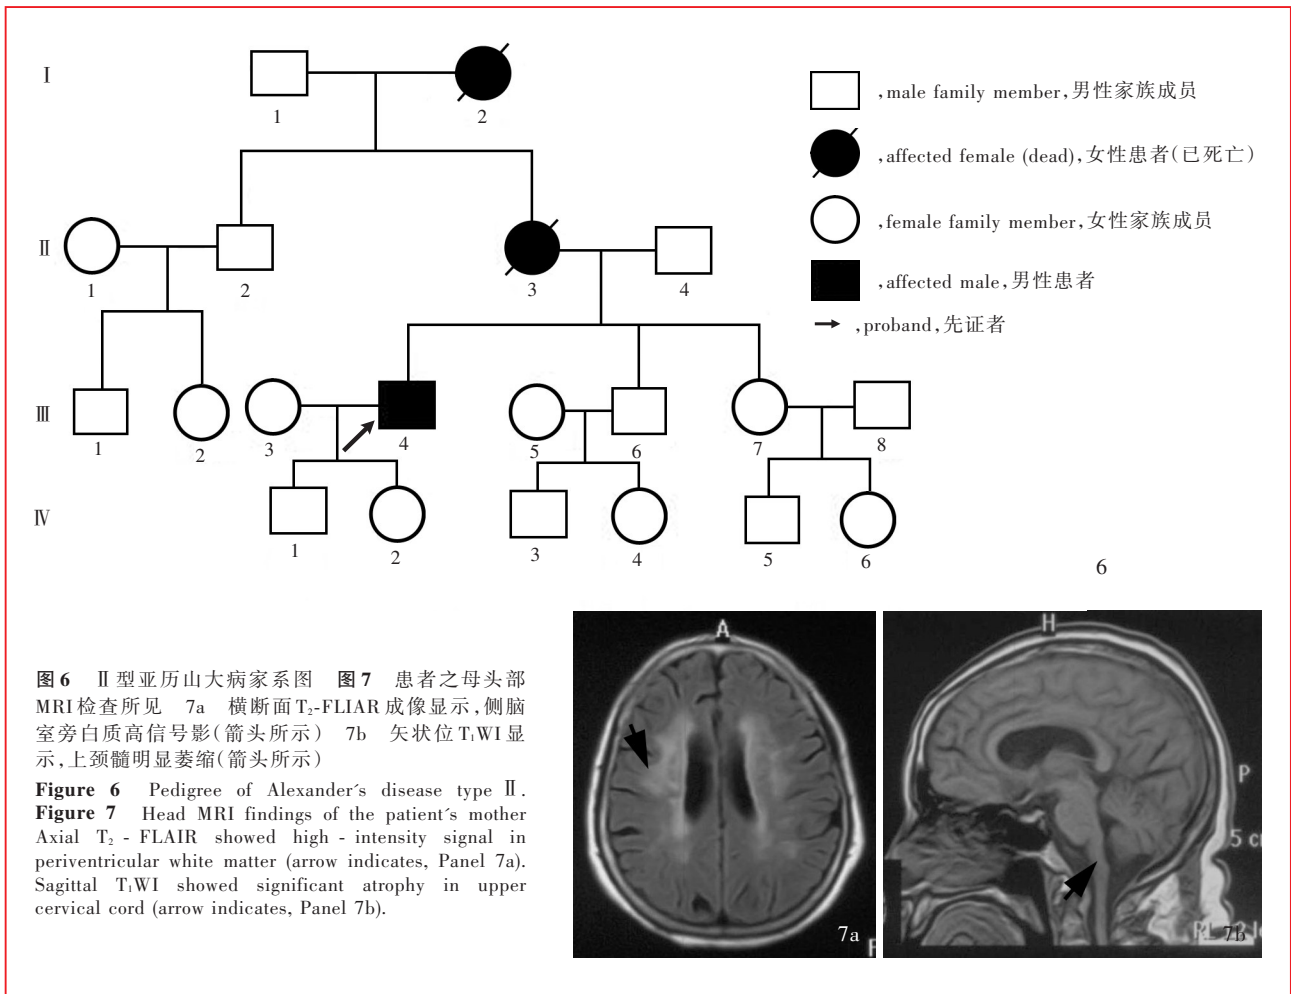 Ⅰ
1
2
,male family member,男性家族成员
,affected female (dead),女性患者(已死亡)
,female family member,女性家族成员
,affected male,男性患者
,proband,先证者
Ⅱ
1
2
3
4
Ⅲ
1
2
3
4
5
6
7
8
Ⅳ
1
2
3
4
5
6
6
图6 Ⅱ型亚历山大病家系图 图7 患者之母头部
MRI检查所见 7a 横断面T₂-FLIAR成像显示,侧脑
室旁白质高信号影(箭头所示) 7b 矢状位T₁WI显
示,上颈髓明显萎缩(箭头所示)
Figure 6 Pedigree of Alexander´s disease type Ⅱ.
Figure 7 Head MRI findings of the patient´s mother
Axial T₂ - FLAIR showed high - intensity signal in
periventricular white matter (arrow indicates, Panel 7a).
Sagittal T₁WI showed significant atrophy in upper
cervical cord (arrow indicates, Panel 7b).
A
7a
F
H
P
5 c
7b